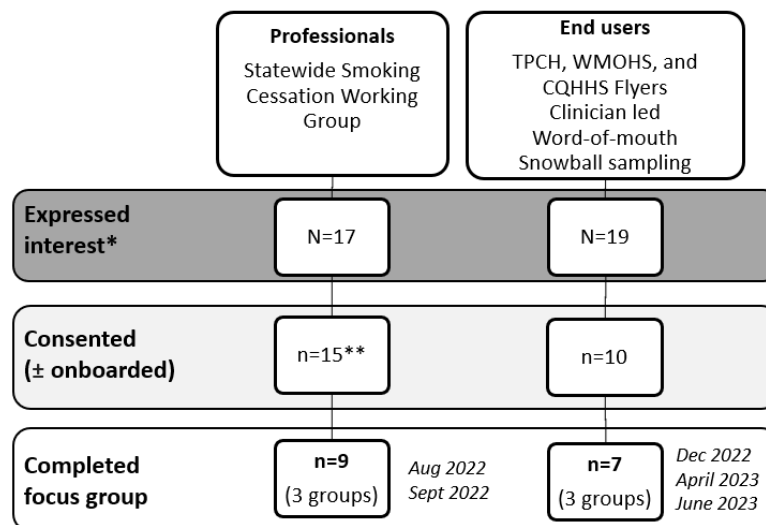 Professionals
Statewide Smoking
Cessation Working
Group
End users
TPCH, WMOHS, and
CQHHS Flyers
Clinician led
Word-of-mouth
Snowball sampling
Expressed
interest*
N=17
N=19
Consented
(± onboarded)
n=15**
n=10
Completed
focus group
n=9
(3 groups)
Aug 2022
Sept 2022
n=7
(3 groups)
Dec 2022
April 2023
June 2023